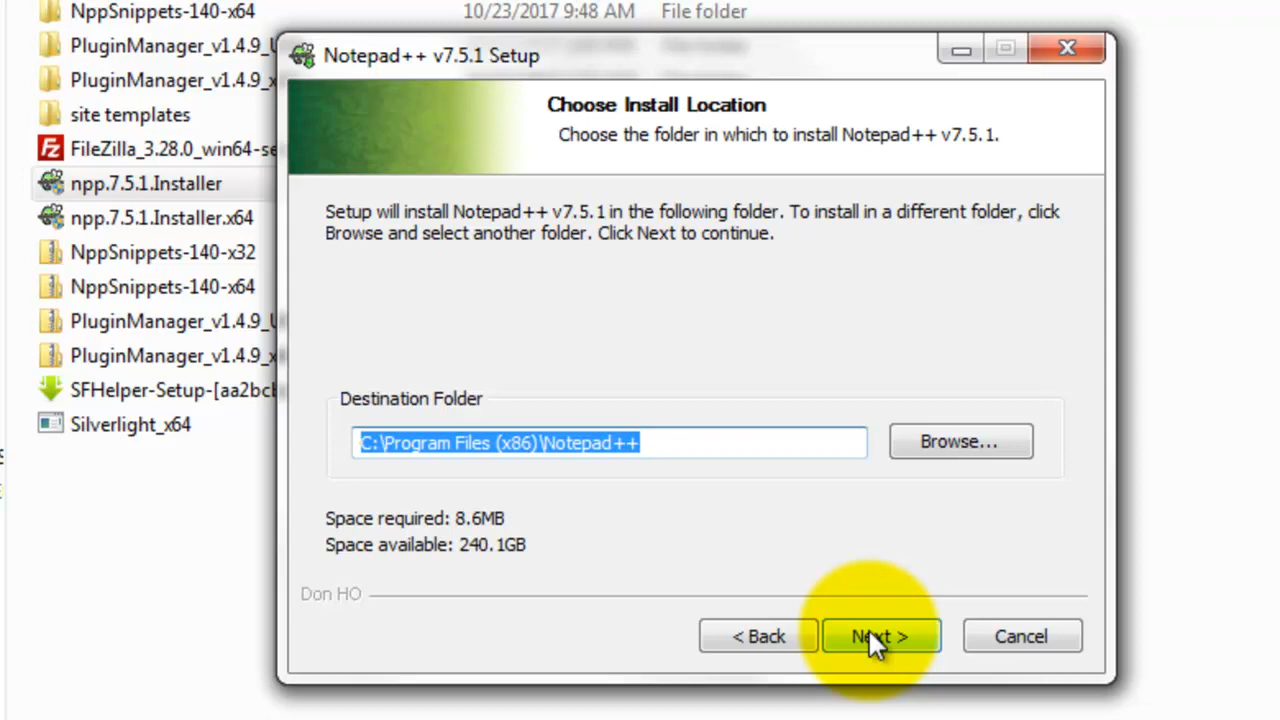 NppSnippets-140-x64 10/23/2017 9:48 AM File folder
PluginManager_v1.4.9_U
PluginManager_v1.4.9_x
site templates
FileZilla_3.28.0_win64-se
npp.7.5.1.Installer
npp.7.5.1.Installer.x64
NppSnippets-140-x32
NppSnippets-140-x64
PluginManager_v1.4.9_U
PluginManager_v1.4.9_x
SFHelper-Setup-[aa2bcb
Silverlight_x64
Notepad++ v7.5.1 Setup
Choose Install Location
Choose the folder in which to install Notepad++ v7.5.1.
Setup will install Notepad++ v7.5.1 in the following folder. To install in a different folder, click
Browse and select another folder. Click Next to continue.
Destination Folder
C:\Program Files (x86)\Notepad++
Browse...
Space required: 8.6MB
Space available: 240.1GB
Don HO
< Back Next > Cancel